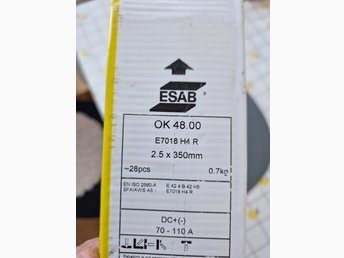 ESAB
OK 48.00
E7018 H4 R
2.5 x 350mm
~28pcs 0.7kg
EN ISO 2560-A E 42 4 B 42 H5
SFA/AWS A5.1 E7018 H4 R
DC+(-)
70 - 110 A